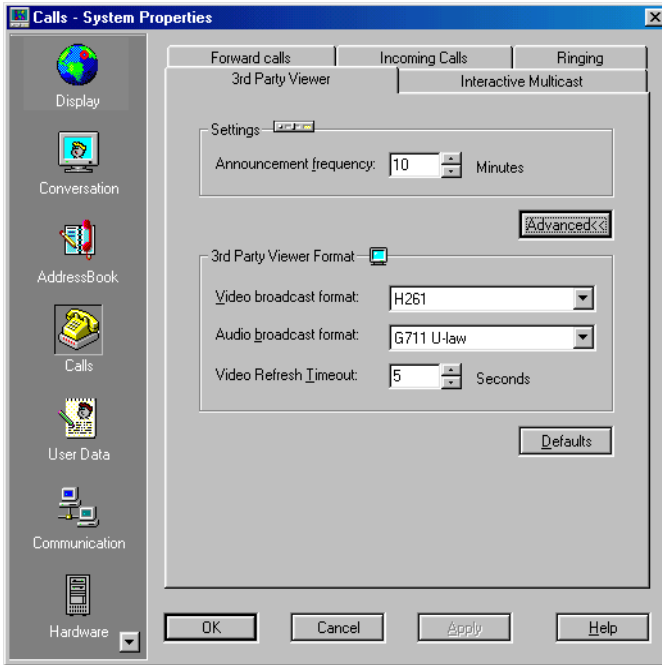 Calls - System Properties
Display
Conversation
AddressBook
Calls
User Data
Communication
Hardware
Forward calls
Incoming Calls
Ringing
3rd Party Viewer
Interactive Multicast
Settings
Announcement frequency: 10 Minutes
Advanced<<
3rd Party Viewer Format
Video broadcast format: H261
Audio broadcast format: G711 U-law
Video Refresh Timeout: 5 Seconds
Defaults
OK
Cancel
Apply
Help